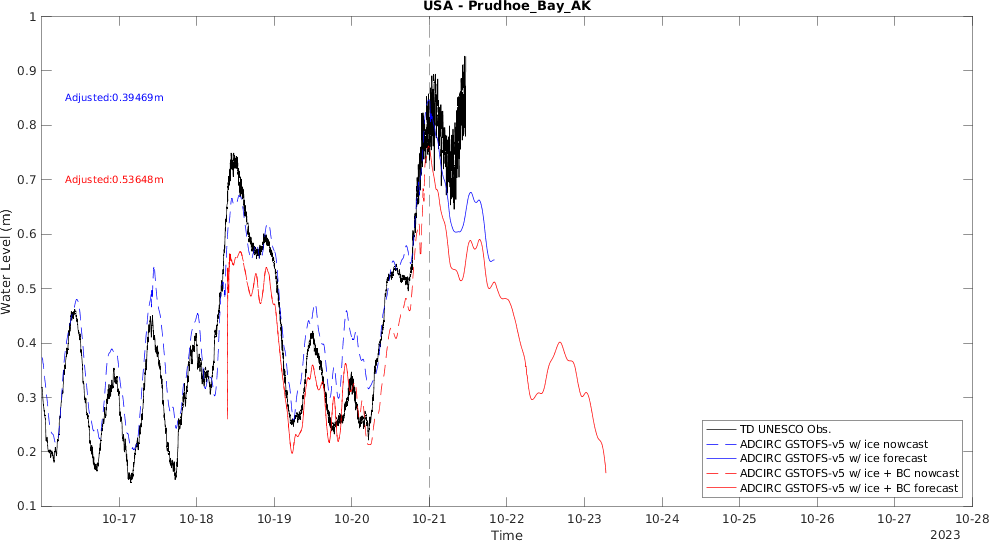 USA - Prudhoe_Bay_AK
1
0.9
0.8
0.7
0.6
0.5
0.4
0.3
0.2
0.1
Water Level (m)
Adjusted:0.39469m
Adjusted:0.53648m
TD UNESCO Obs.
ADCIRC GSTOFS-v5 w/ ice nowcast
ADCIRC GSTOFS-v5 w/ ice forecast
ADCIRC GSTOFS-v5 w/ ice + BC nowcast
ADCIRC GSTOFS-v5 w/ ice + BC forecast
10-17 10-18 10-19 10-20 10-21 10-22 10-23 10-24 10-25 10-26 10-27 10-28
Time
2023